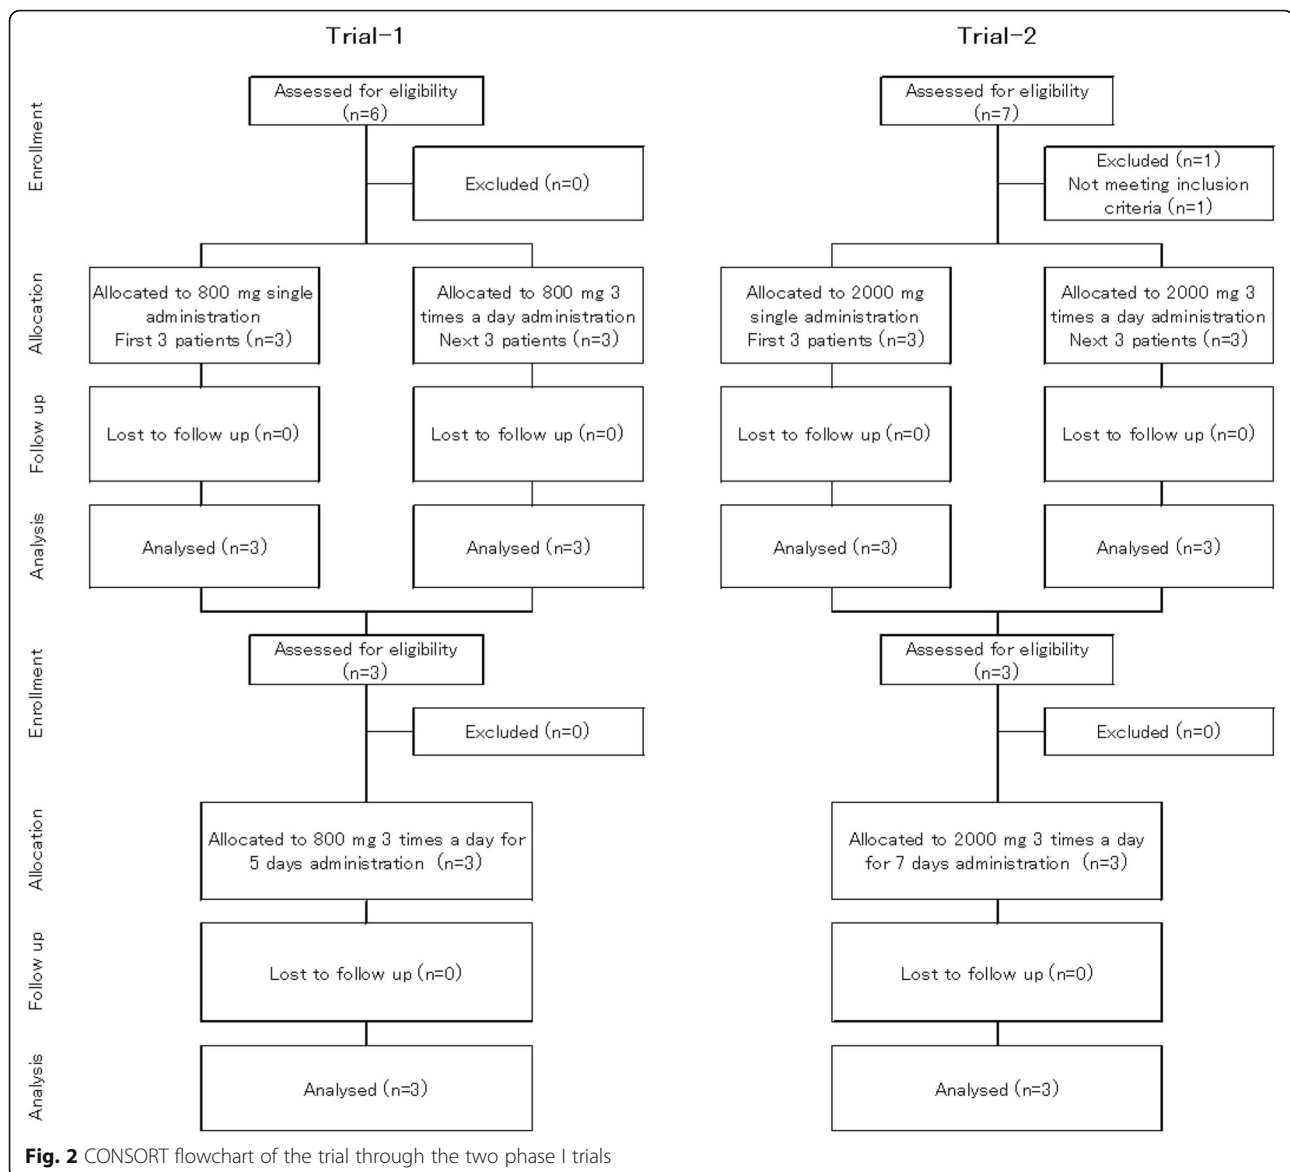 Trial-1
Enrollment
Assessed for eligibility
(n=6)
Excluded (n=0)
Allocation
Allocated to 800 mg single
administration
First 3 patients (n=3)
Allocated to 800 mg 3
times a day administration
Next 3 patients (n=3)
Follow up
Lost to follow up (n=0)
Lost to follow up (n=0)
Analysis
Analysed (n=3)
Analysed (n=3)
Enrollment
Assessed for eligibility
(n=3)
Excluded (n=0)
Allocation
Allocated to 800 mg 3 times a day for
5 days administration (n=3)
Follow up
Lost to follow up (n=0)
Analysis
Analysed (n=3)
Trial-2
Assessed for eligibility
(n=7)
Excluded (n=1)
Not meeting inclusion
criteria (n=1)
Allocated to 2000 mg
single administration
First 3 patients (n=3)
Allocated to 2000 mg 3
times a day administration
Next 3 patients (n=3)
Lost to follow up (n=0)
Lost to follow up (n=0)
Analysed (n=3)
Analysed (n=3)
Assessed for eligibility
(n=3)
Excluded (n=0)
Allocated to 2000 mg 3 times a day
for 7 days administration (n=3)
Lost to follow up (n=0)
Analysed (n=3)
Fig. 2 CONSORT flowchart of the trial through the two phase I trials